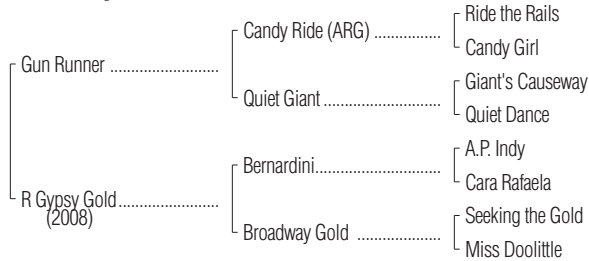 Ride the Rails
Candy Ride (ARG) ................
Candy Girl
Gun Runner .......................
Giant's Causeway
Quiet Giant .........................
Quiet Dance
A.P. Indy
Bernardini...........................
Cara Rafaela
R Gypsy Gold.....................
(2008)
Seeking the Gold
Broadway Gold ..................
Miss Doolittle